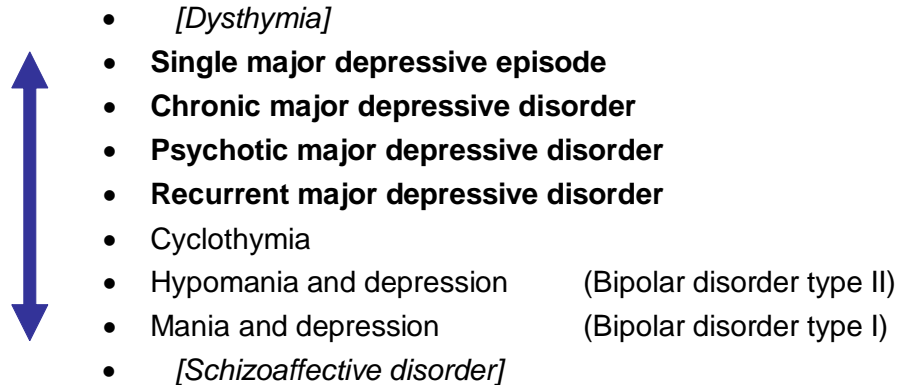 • [Dysthymia]
• Single major depressive episode
• Chronic major depressive disorder
• Psychotic major depressive disorder
• Recurrent major depressive disorder
• Cyclothymia
• Hypomania and depression (Bipolar disorder type II)
• Mania and depression (Bipolar disorder type I)
• [Schizoaffective disorder]